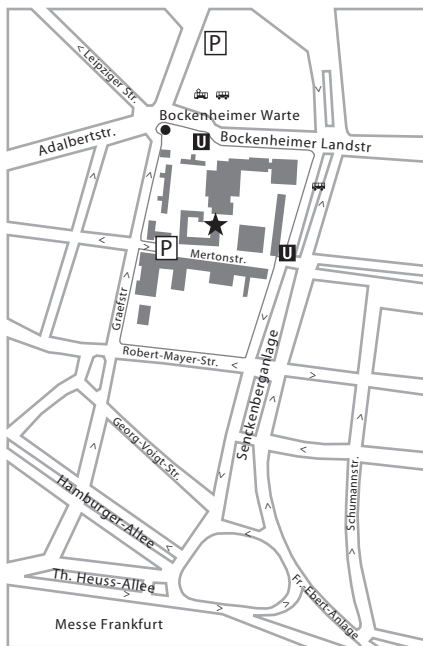 P
< Leipziger Str.
Bockenheimer Warte
Adalbertstr.
Bockenheimer Landstr
U
P
Mertonstr.
U
Graefstr
Robert-Mayer-Str.
Senckenberganlage
Georg-Voigt-Str.
Schumannstr.
Hamburger-Allee
Th. Heuss-Allee
Fr. Ebert-Anlage
Messe Frankfurt